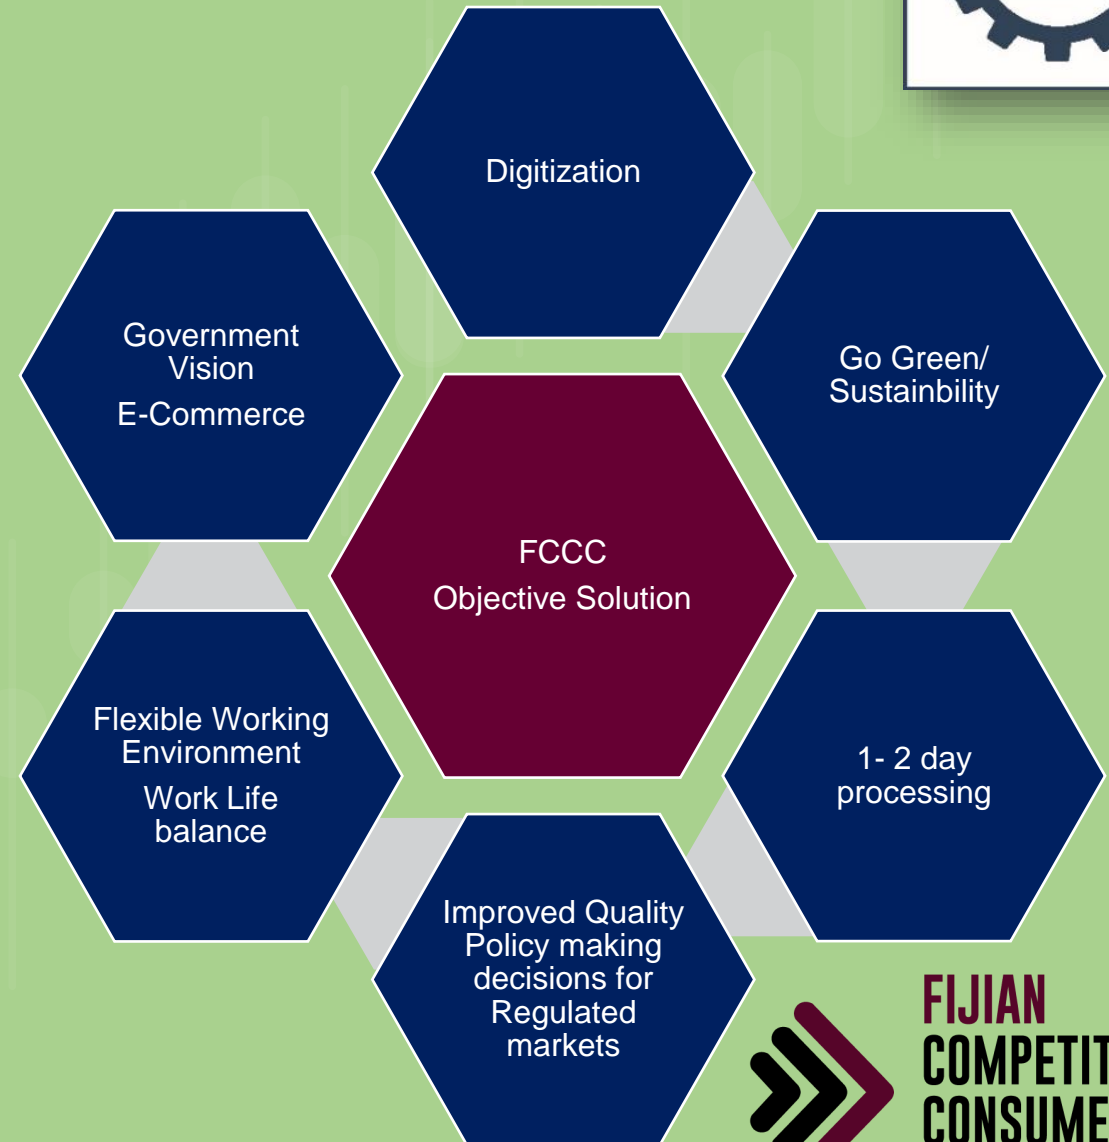 Digitization
Government
Vision
E-Commerce
Go Green/
Sustainbility
FCCC
Objective Solution
Flexible Working
Environment
Work Life
balance
1- 2 day
processing
Improved Quality
Policy making
decisions for
Regulated
markets
FIJIAN